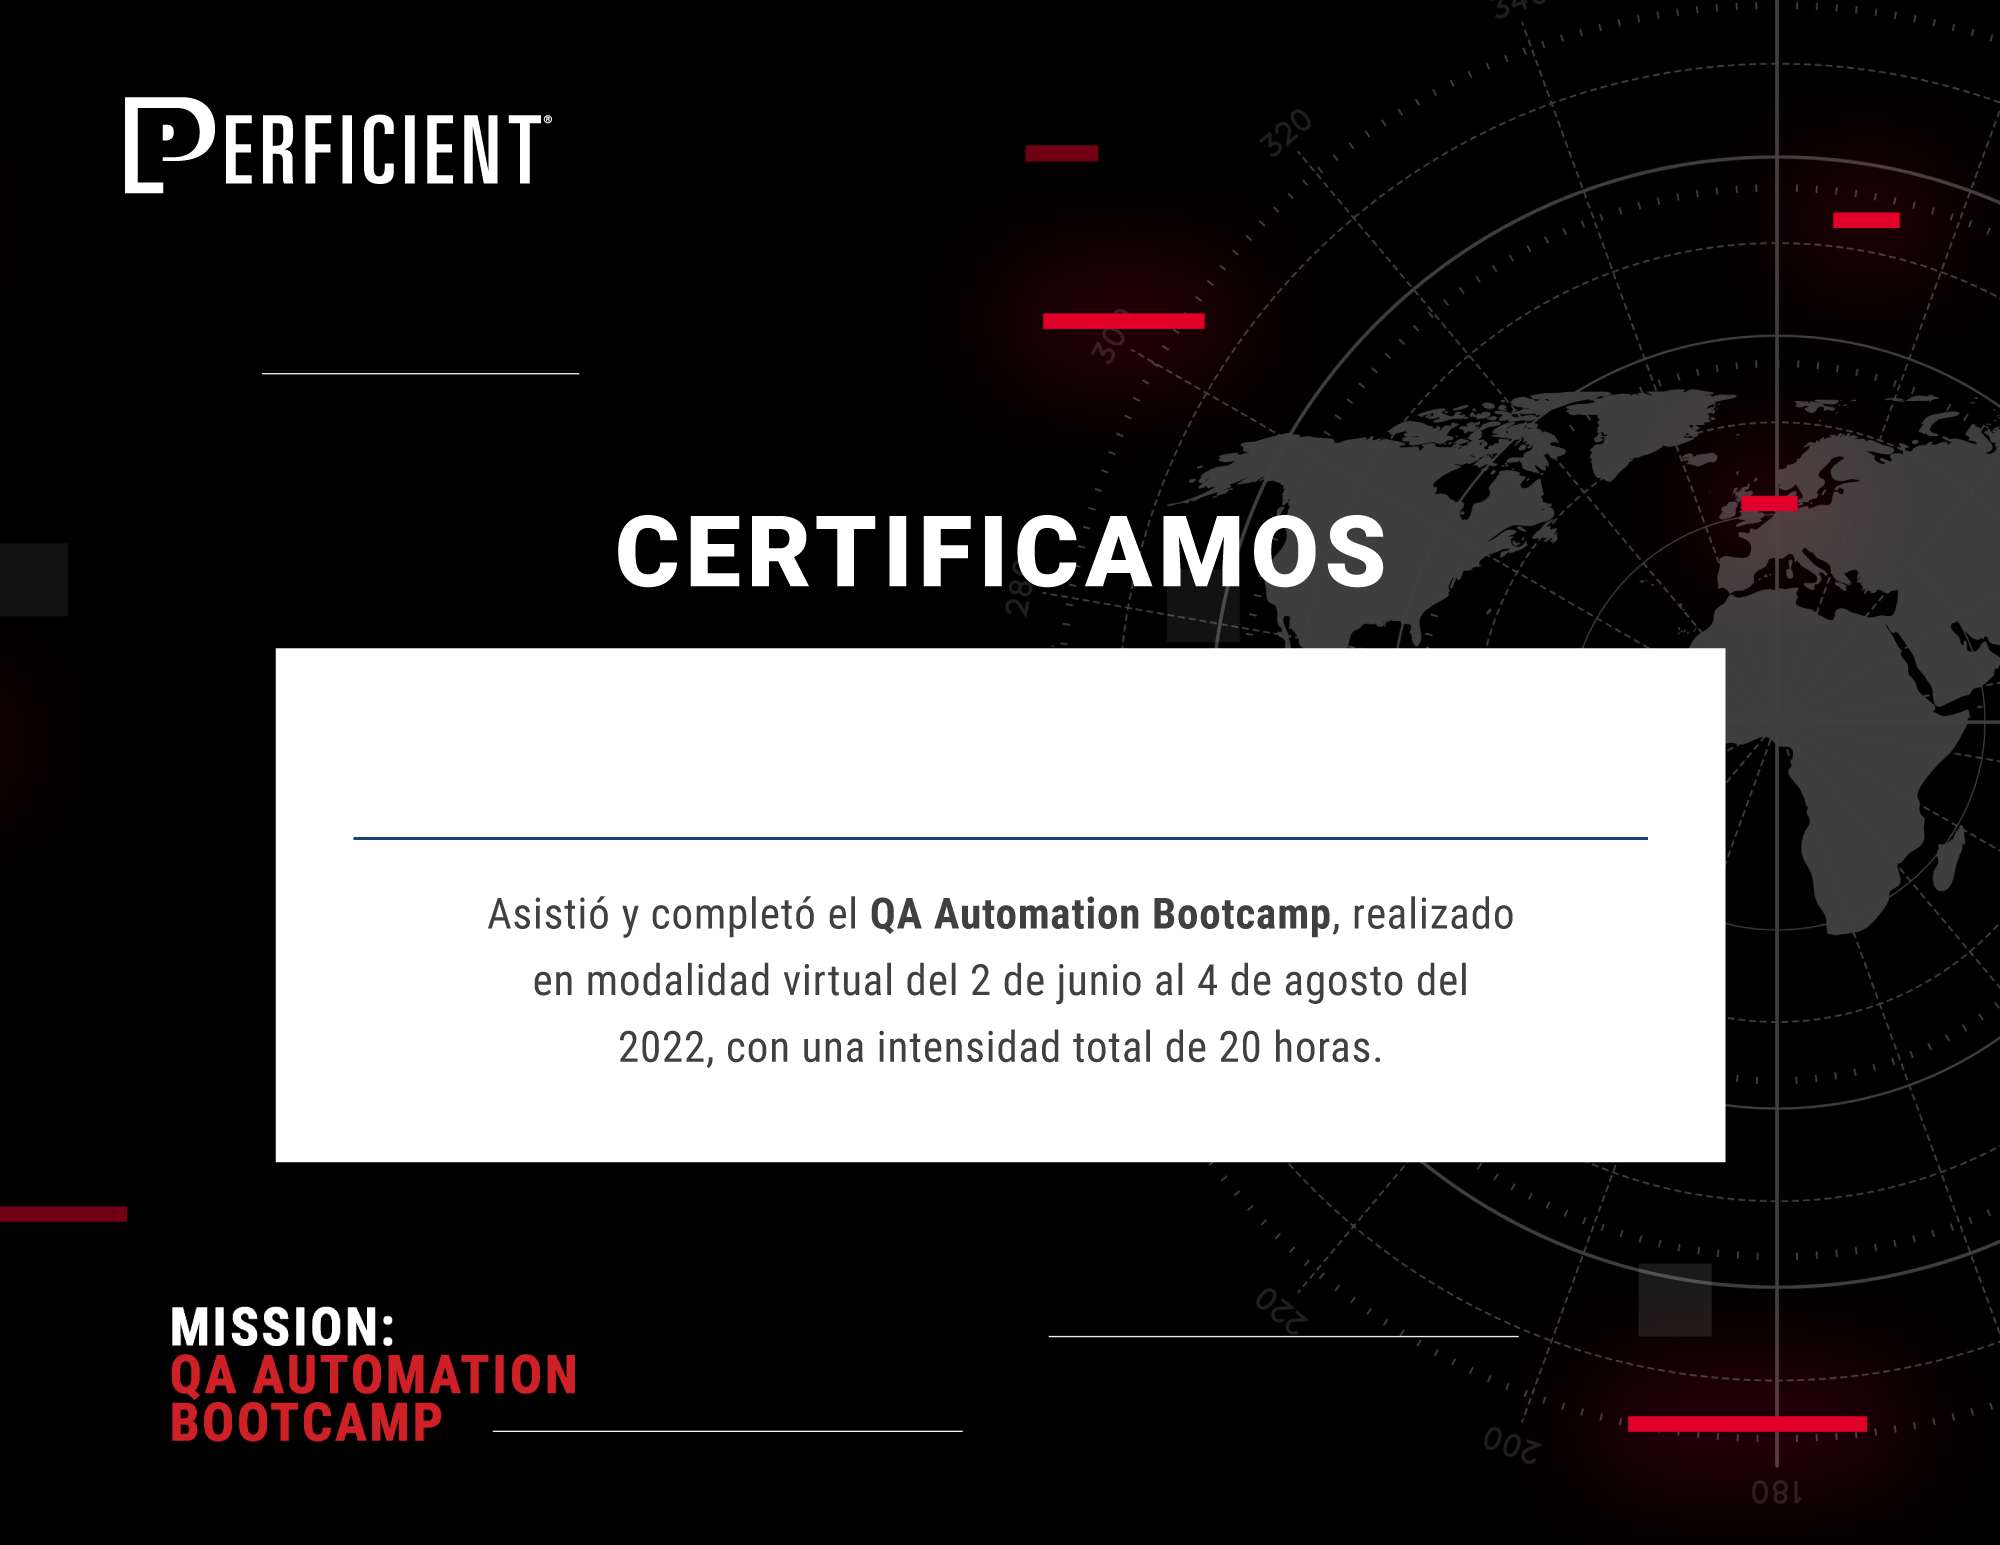 PERFICIENT®
340
320
300
280
CERTIFICAMOS
Asistió y completó el QA Automation Bootcamp, realizado
en modalidad virtual del 2 de junio al 4 de agosto del
2022, con una intensidad total de 20 horas.
220
200
180
MISSION:
QA AUTOMATION
BOOTCAMP